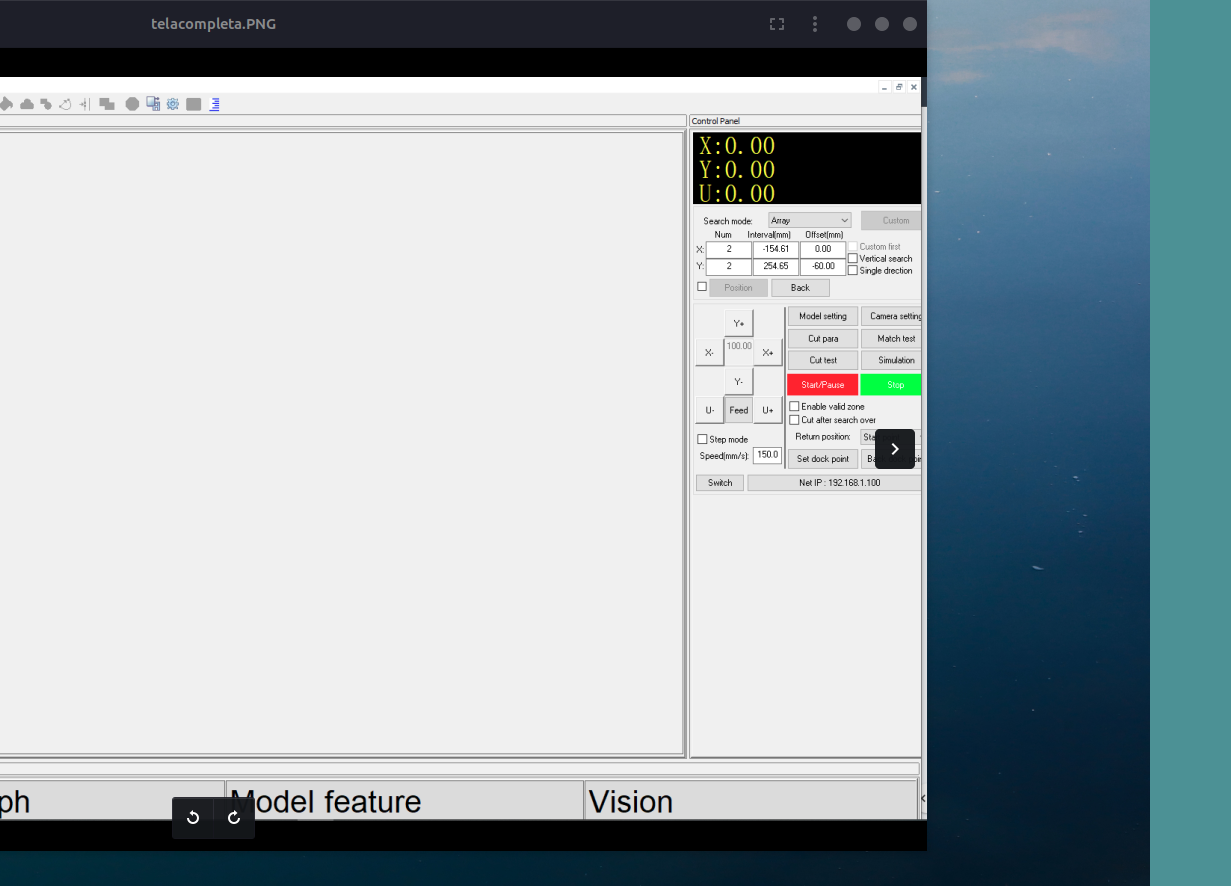 telacompleta.PNG
Control Panel
X:0.00
Y:0.00
U:0.00
Search mode: Array Custom
Num Interval(mm) Offset(mm)
X: 2 -154.61 0.00 Custom first
Y: 2 254.65 -60.00 Vertical search
Single direction
Position Back
Model setting Camera setting
Y+
Cut para Match test
X- 100.00 X+
Cut test Simulation
Y- Start/Pause Stop
U- Feed U+ Enable valid zone
Cut after search over
Step mode Return position:
Speed(mm/s): 150.0 Set dock point
Switch Net IP : 192.168.1.100
ph Model feature Vision